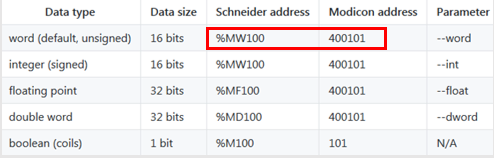 Data type Data size Schneider address Modicon address Parameter
word (default, unsigned) 16 bits %MW100 400101 --word
integer (signed) 16 bits %MW100 400101 --int
floating point 32 bits %MF100 400101 --float
double word 32 bits %MD100 400101 --dword
boolean (coils) 1 bit %M100 101 N/A